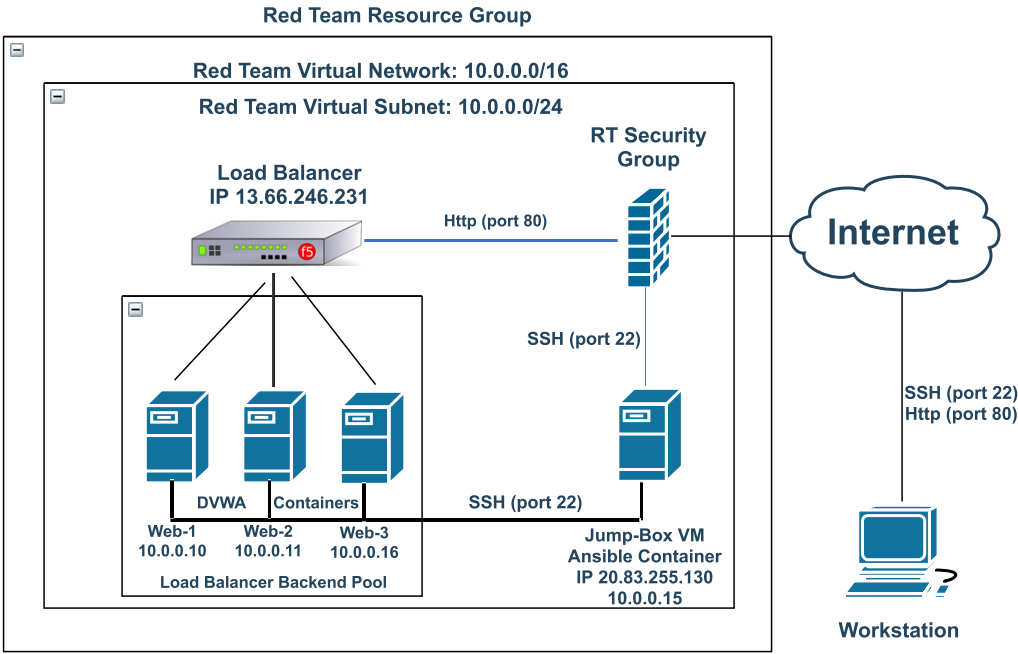 Red Team Resource Group
Red Team Virtual Network: 10.0.0.0/16
Red Team Virtual Subnet: 10.0.0.0/24
RT Security
Group
Load Balancer
IP 13.66.246.231
f5
Http (port 80)
Internet
SSH (port 22)
SSH (port 22)
Http (port 80)
DVWA
Containers
SSH (port 22)
Web-1
10.0.0.10
Web-2
10.0.0.11
Web-3
10.0.0.16
Load Balancer Backend Pool
Jump-Box VM
Ansible Container
IP 20.83.255.130
10.0.0.15
Workstation